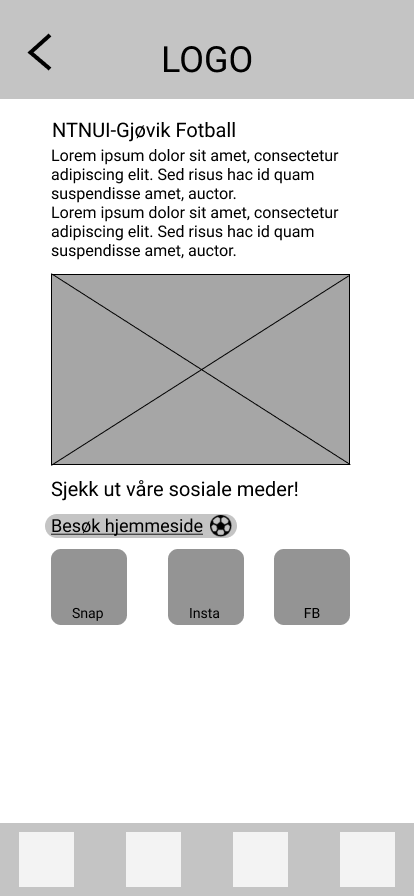 LOGO
NTNUI-Gjøvik Fotball
Lorem ipsum dolor sit amet, consectetur
adipiscing elit. Sed risus hac id quam
suspendisse amet, auctor.
Lorem ipsum dolor sit amet, consectetur
adipiscing elit. Sed risus hac id quam
suspendisse amet, auctor.
Sjekk ut våre sosiale meder!
Besøk hjemmeside
Snap Insta FB